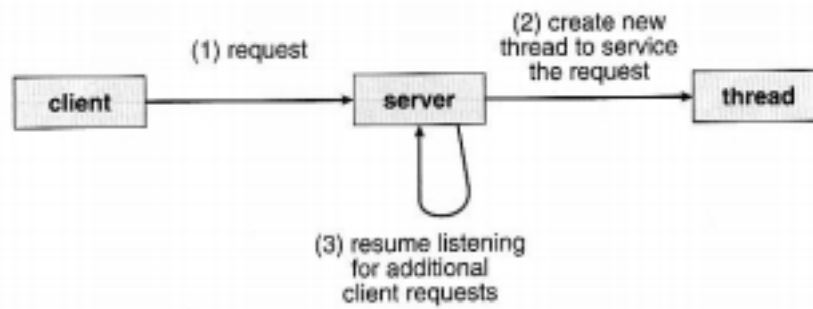 (1) request
(2) create new
thread to service
the request
client
server
thread
(3) resume listening
for additional
client requests